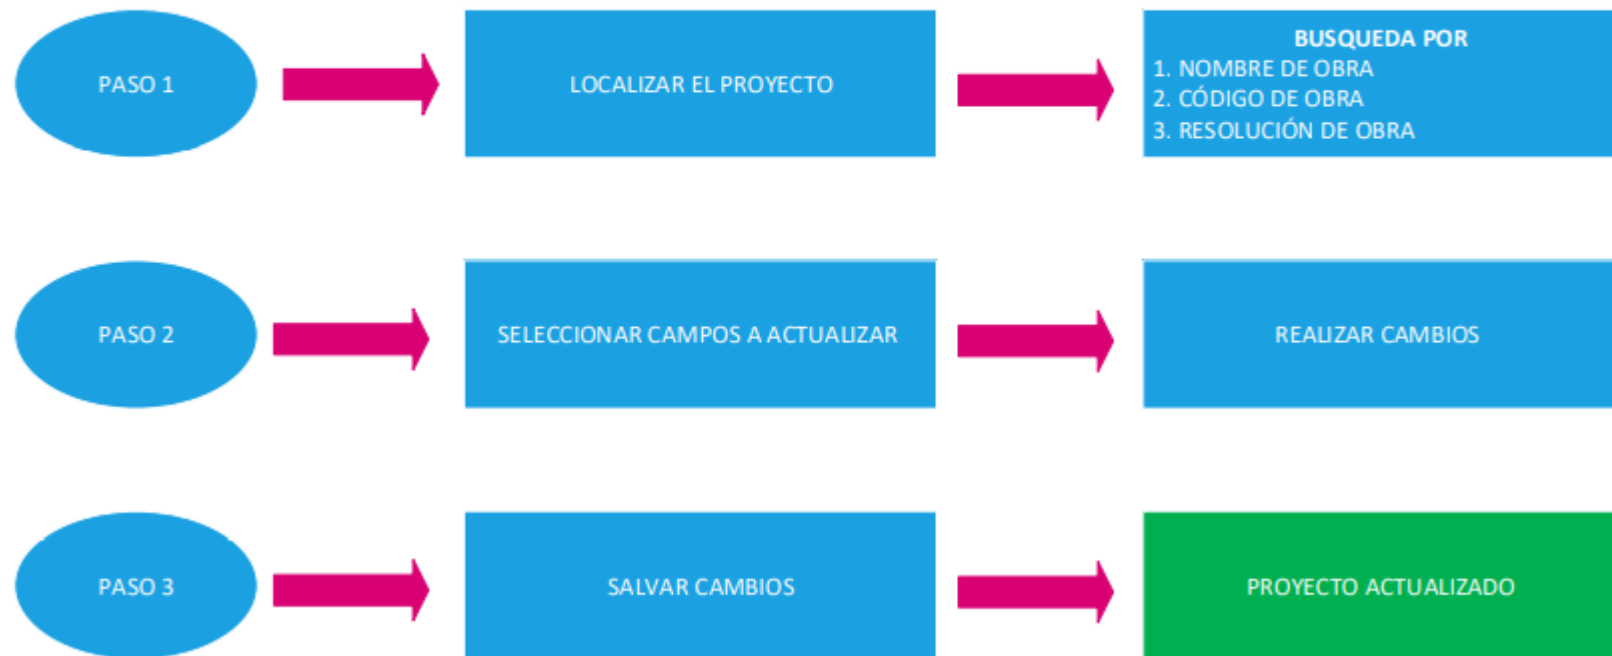 PASO 1
LOCALIZAR EL PROYECTO
BUSQUEDA POR
1. NOMBRE DE OBRA
2. CÓDIGO DE OBRA
3. RESOLUCIÓN DE OBRA
PASO 2
SELECCIONAR CAMPOS A ACTUALIZAR
REALIZAR CAMBIOS
PASO 3
SALVAR CAMBIOS
PROYECTO ACTUALIZADO